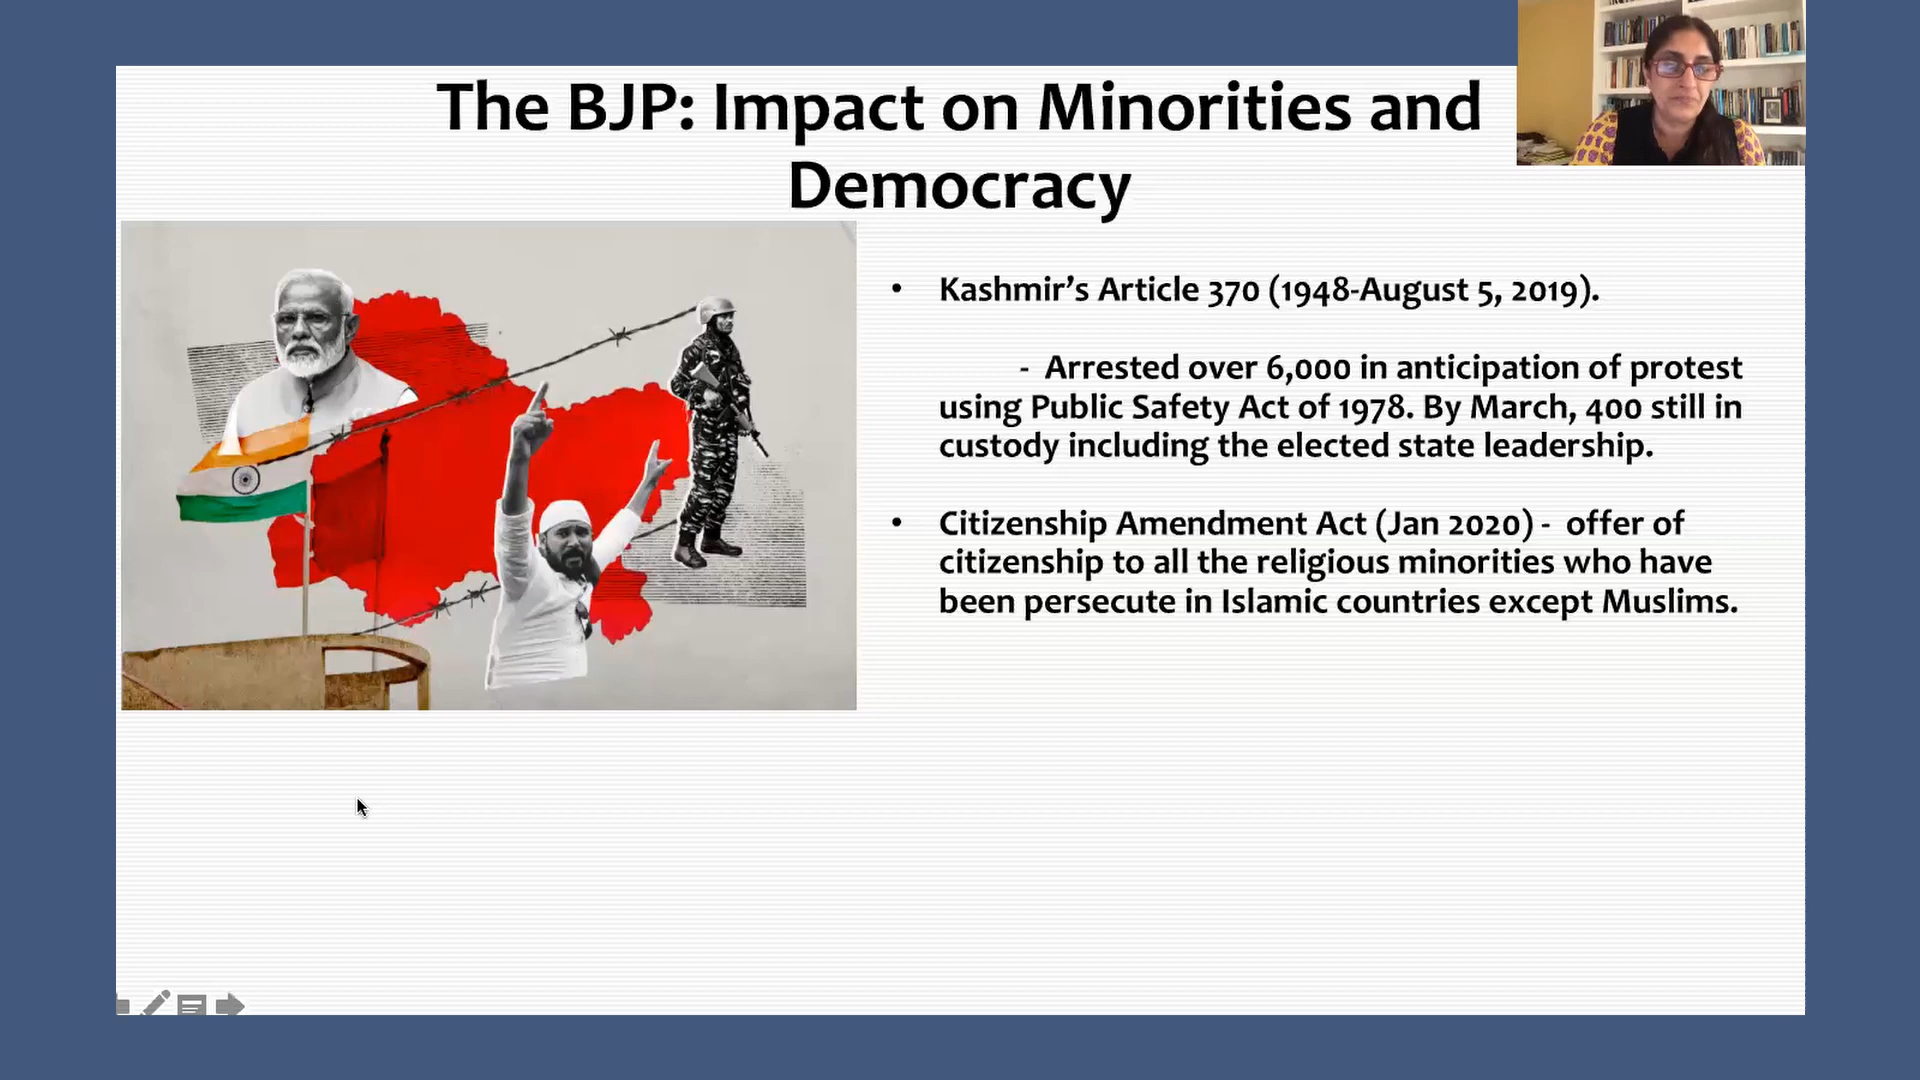 The BJP: Impact on Minorities and
Democracy
• Kashmir’s Article 370 (1948-August 5, 2019).
- Arrested over 6,000 in anticipation of protest
using Public Safety Act of 1978. By March, 400 still in
custody including the elected state leadership.
• Citizenship Amendment Act (Jan 2020) - offer of
citizenship to all the religious minorities who have
been persecute in Islamic countries except Muslims.